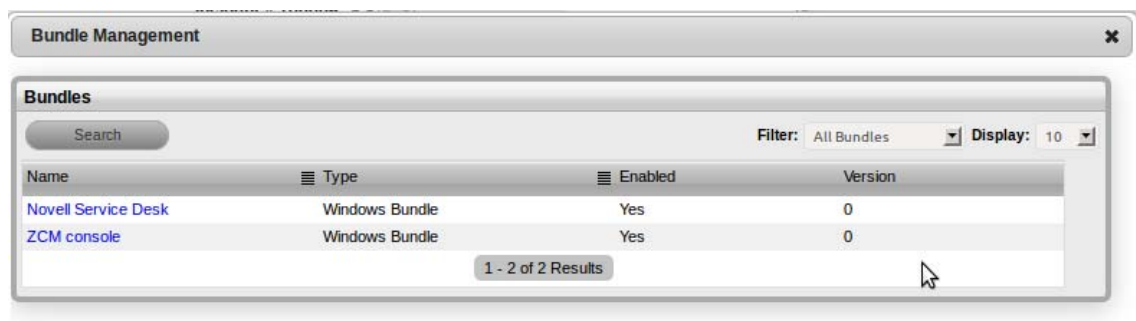 Bundle Management
Bundles
Search Filter: All Bundles Display: 10
Name Type Enabled Version
Novell Service Desk Windows Bundle Yes 0
ZCM console Windows Bundle Yes 0
1 - 2 of 2 Results